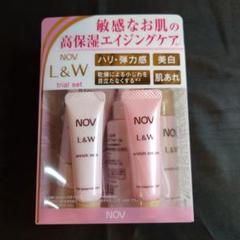 敏感なお肌の
高保湿エイジングケア
NOV
L&W
trial set
ハリ・弾力感
美白
乾燥による小じわを
目立たなくする
肌あれ
NOV
L&W
NOV
L&W
NOV